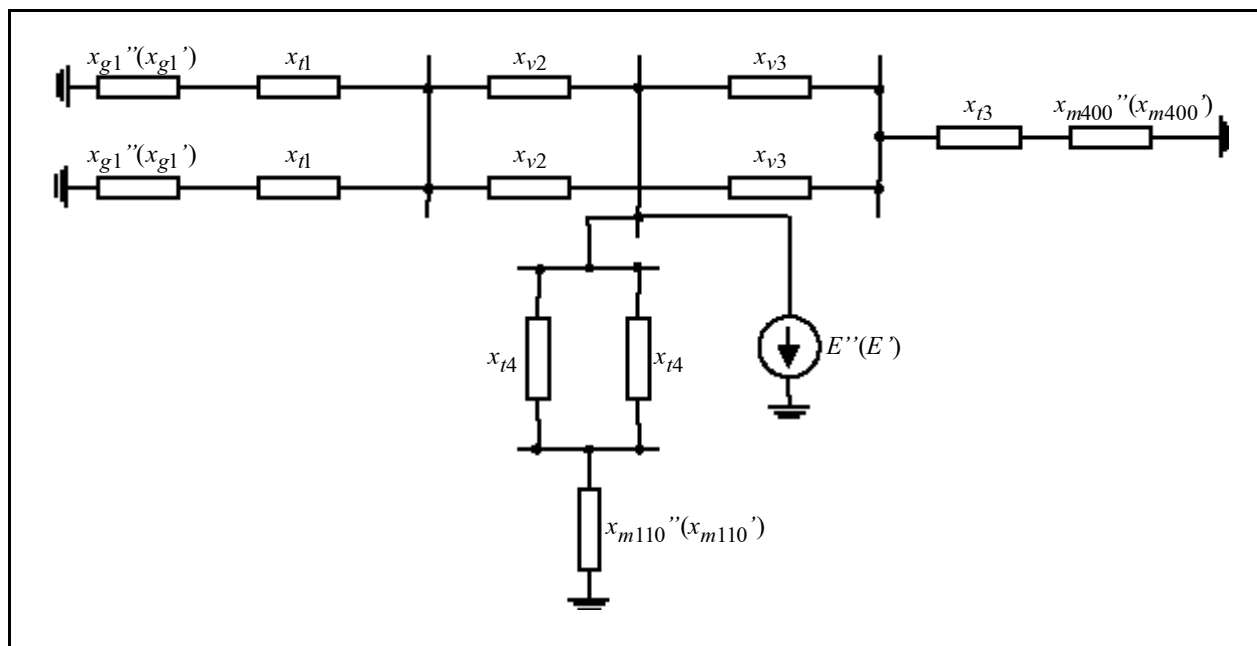 xg1”(xg1’) xt1 xv2 xv3
xt3 xm400”(xm400’)
xg1”(xg1’) xt1 xv2 xv3
xt4 xt4 E’’(E’)
xm110”(xm110’)